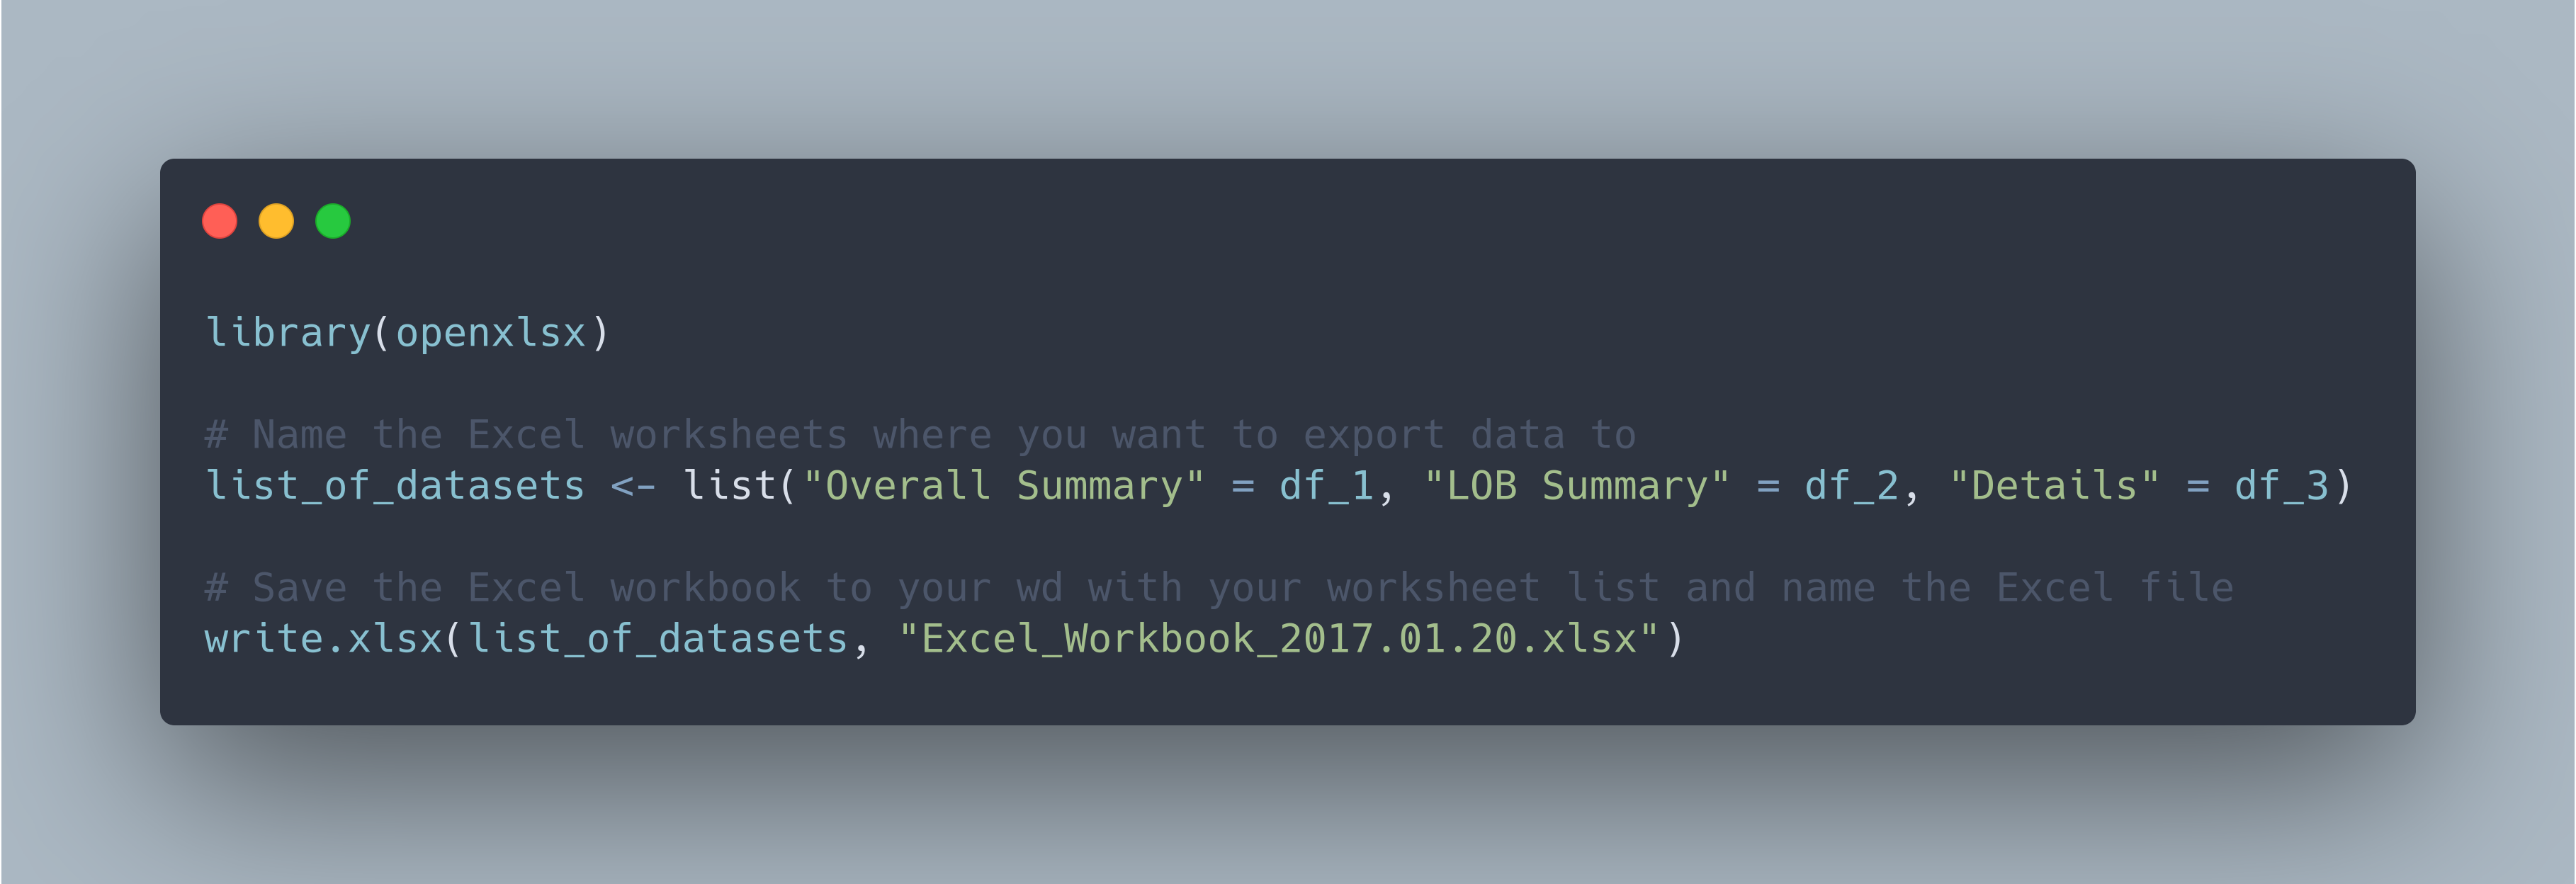 library(openxlsx)
# Name the Excel worksheets where you want to export data to
list_of_datasets <- list("Overall Summary" = df_1, "LOB Summary" = df_2, "Details" = df_3)
# Save the Excel workbook to your wd with your worksheet list and name the Excel file
write.xlsx(list_of_datasets, "Excel_Workbook_2017.01.20.xlsx")